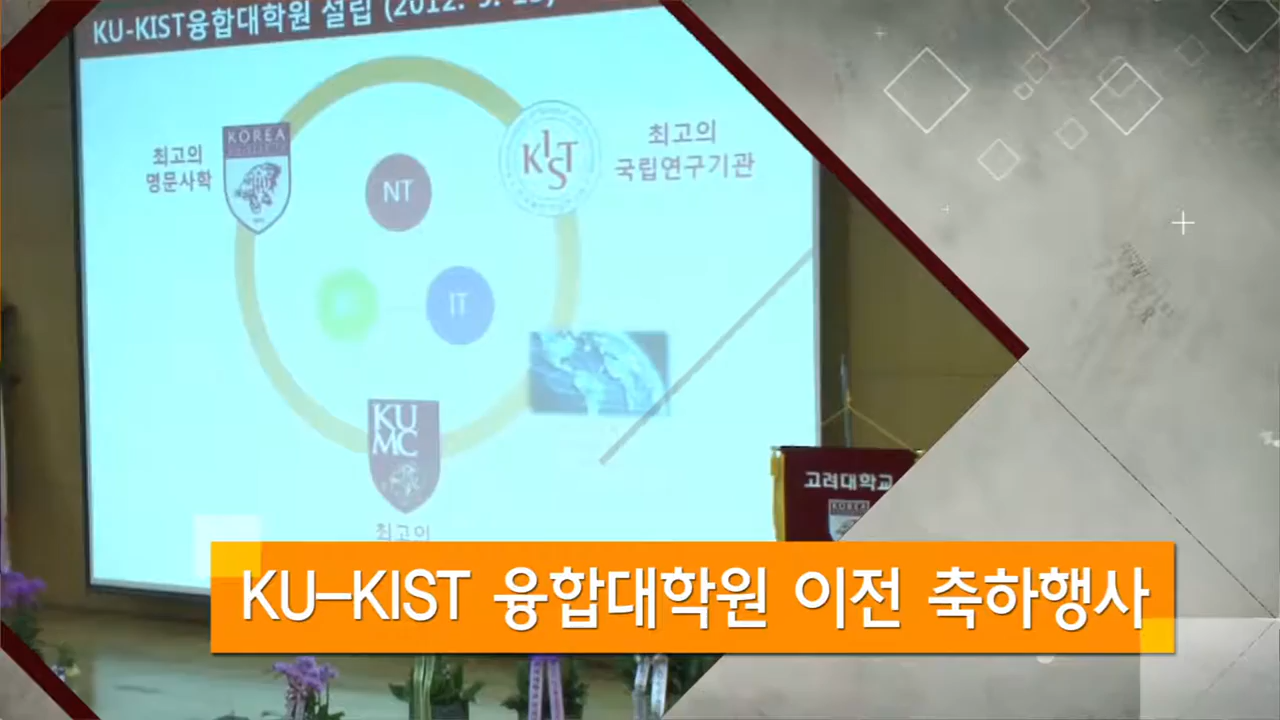 KU-KIST융합대학원 설립 (2012.
KOREA
최고의
명문사학
NT
KIST
최고의
국립연구기관
IT
KU
MC
최고의
고려대학교
KOREA
KU-KIST 융합대학원 이전 축하행사